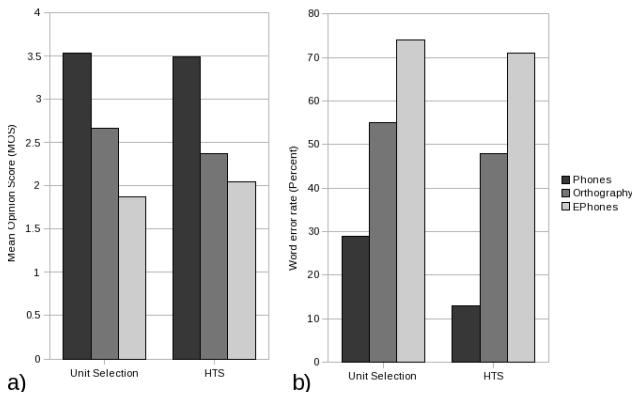 4
3.5
3
2.5
2
1.5
1
0.5
0
Mean Opinion Score (MOS)
Unit Selection
HTS
a)
80
70
60
50
40
30
20
10
0
Word error rate (Percent)
Unit Selection
HTS
b)
Phones
Orthography
EPhones